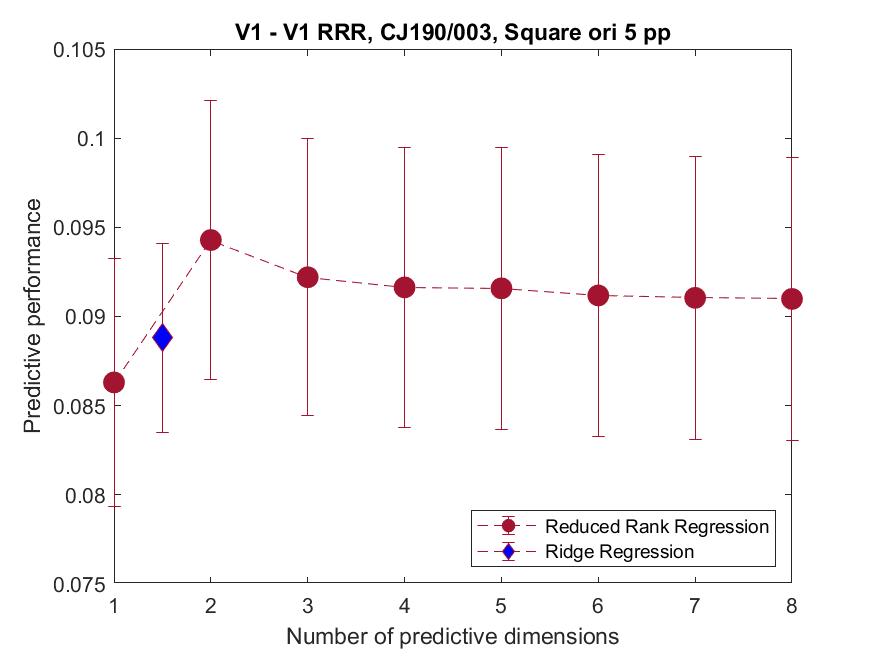 V1 - V1 RRR, CJ190/003, Square ori 5 pp
0.105
0.1
0.095
0.09
0.085
0.08
0.075
Predictive performance
Reduced Rank Regression
Ridge Regression
1 2 3 4 5 6 7 8
Number of predictive dimensions